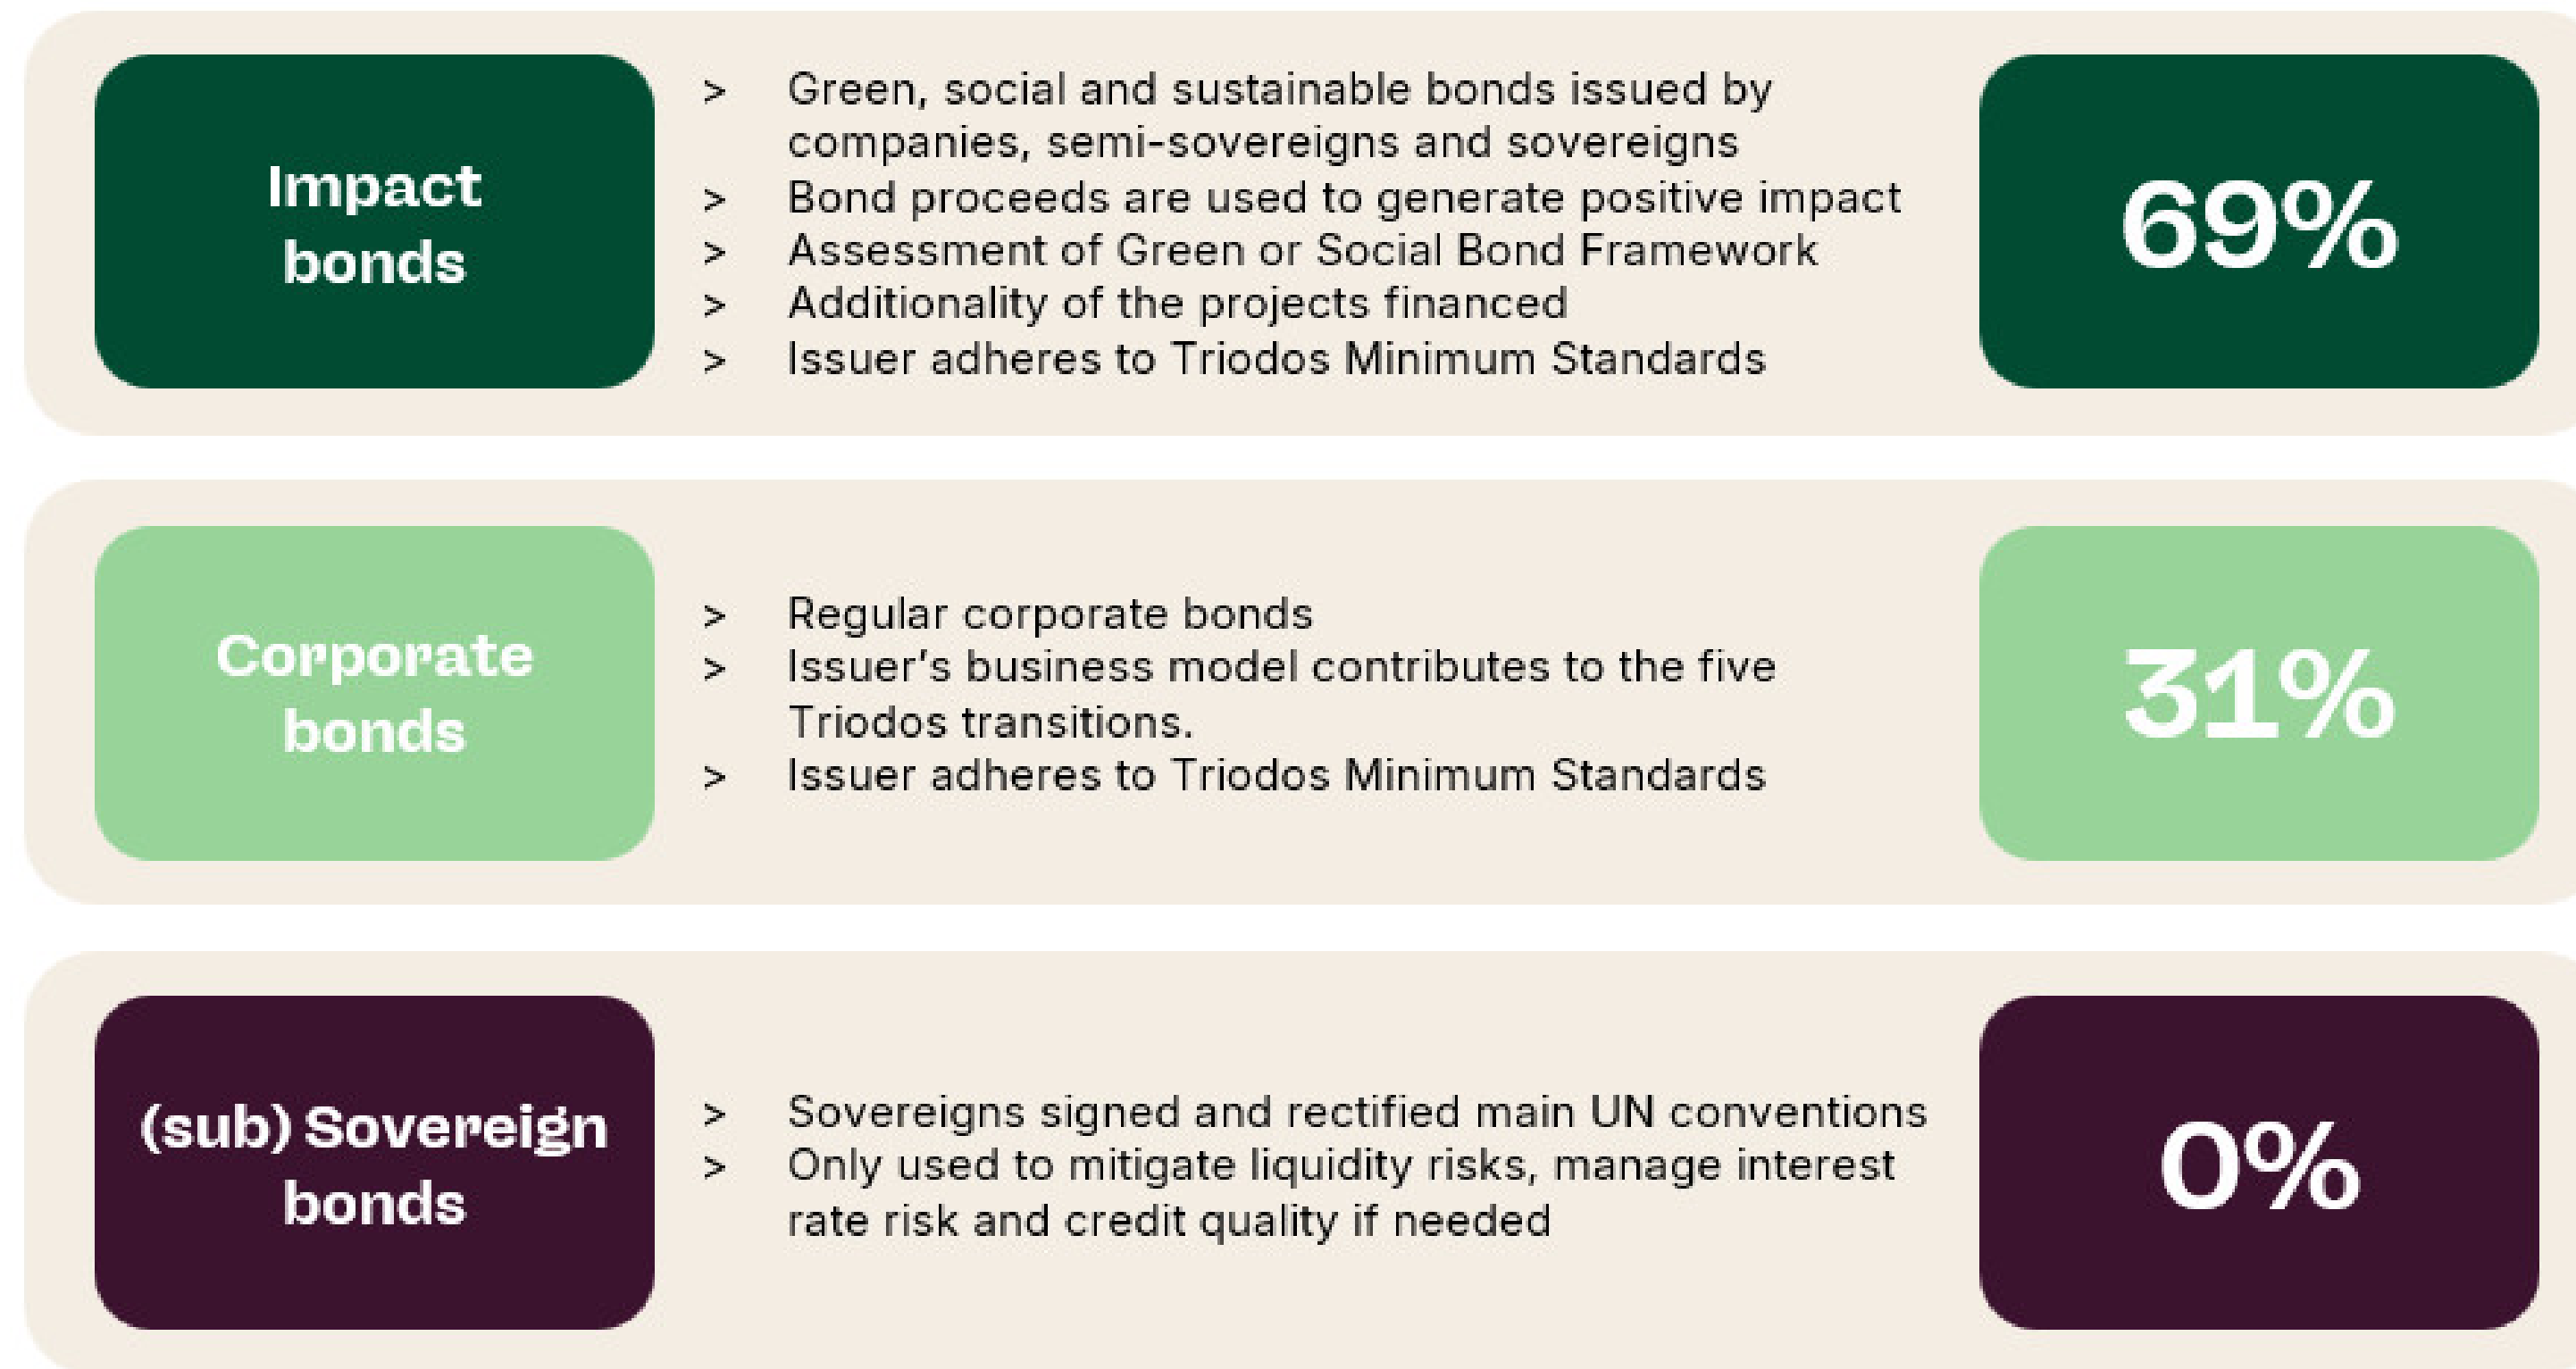 Impact
bonds
> Green, social and sustainable bonds issued by
companies, semi-sovereigns and sovereigns
> Bond proceeds are used to generate positive impact
> Assessment of Green or Social Bond Framework
> Additionality of the projects financed
> Issuer adheres to Triodos Minimum Standards
69%
Corporate
bonds
> Regular corporate bonds
> Issuer’s business model contributes to the five
Triodos transitions.
> Issuer adheres to Triodos Minimum Standards
31%
(sub) Sovereign
bonds
> Sovereigns signed and rectified main UN conventions
> Only used to mitigate liquidity risks, manage interest
rate risk and credit quality if needed
0%